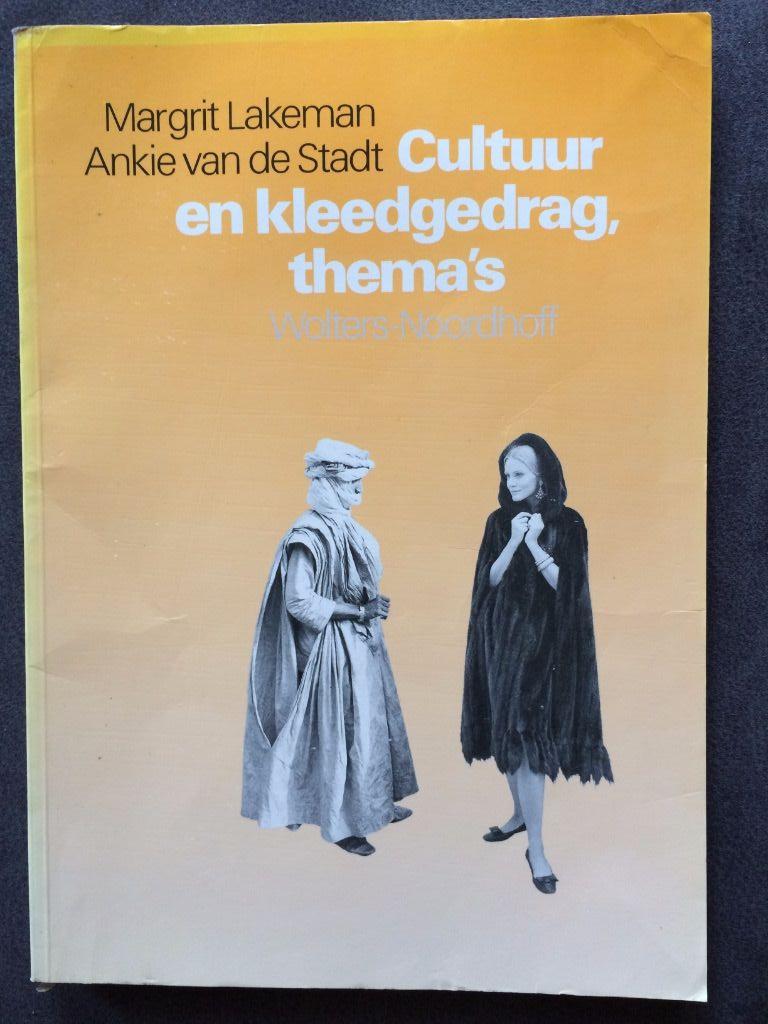 Margrit Lakeman
Ankie van de Stadt Cultuur
en kleedgedrag,
thema's
Wolters-Noordhoff